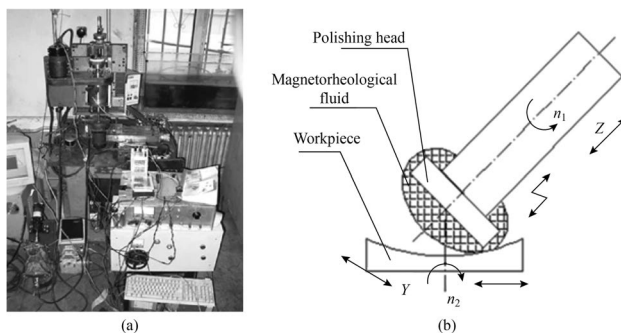 Polishing head
Magnetorheological
fluid
Workpiece
n1
Z
Y
n2
(a)
(b)